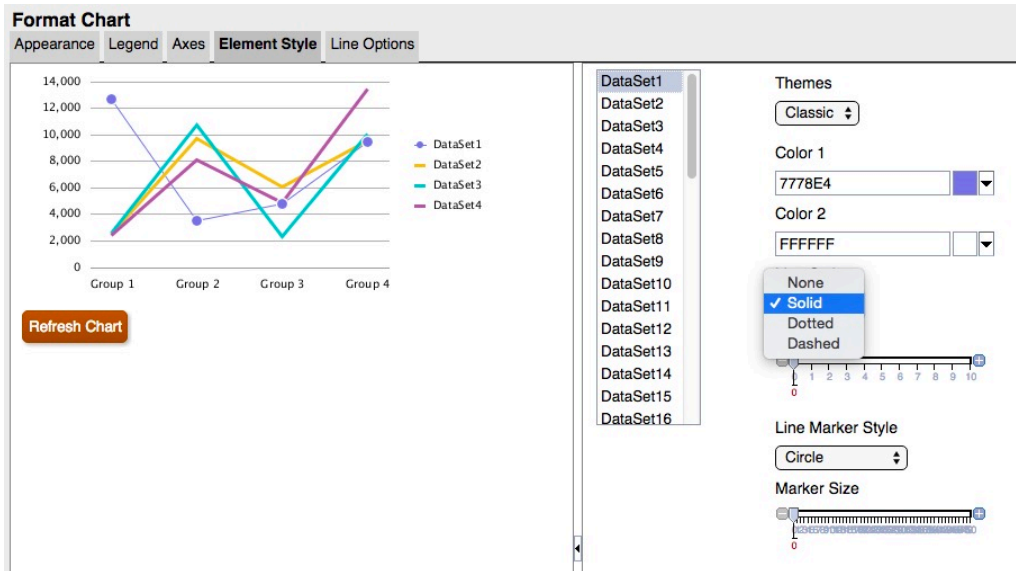 Format Chart
Appearance Legend Axes Element Style Line Options
14,000
12,000
10,000
8,000
6,000
4,000
2,000
0
Group 1 Group 2 Group 3 Group 4
DataSet1
DataSet2
DataSet3
DataSet4
Refresh Chart
DataSet1
DataSet2
DataSet3
DataSet4
DataSet5
DataSet6
DataSet7
DataSet8
DataSet9
DataSet10
DataSet11
DataSet12
DataSet13
DataSet14
DataSet15
DataSet16
Themes
Classic
Color 1
7778E4
Color 2
FFFFFF
None
✓ Solid
Dotted
Dashed
0 1 2 3 4 5 6 7 8 9 10
0
Line Marker Style
Circle
Marker Size
0